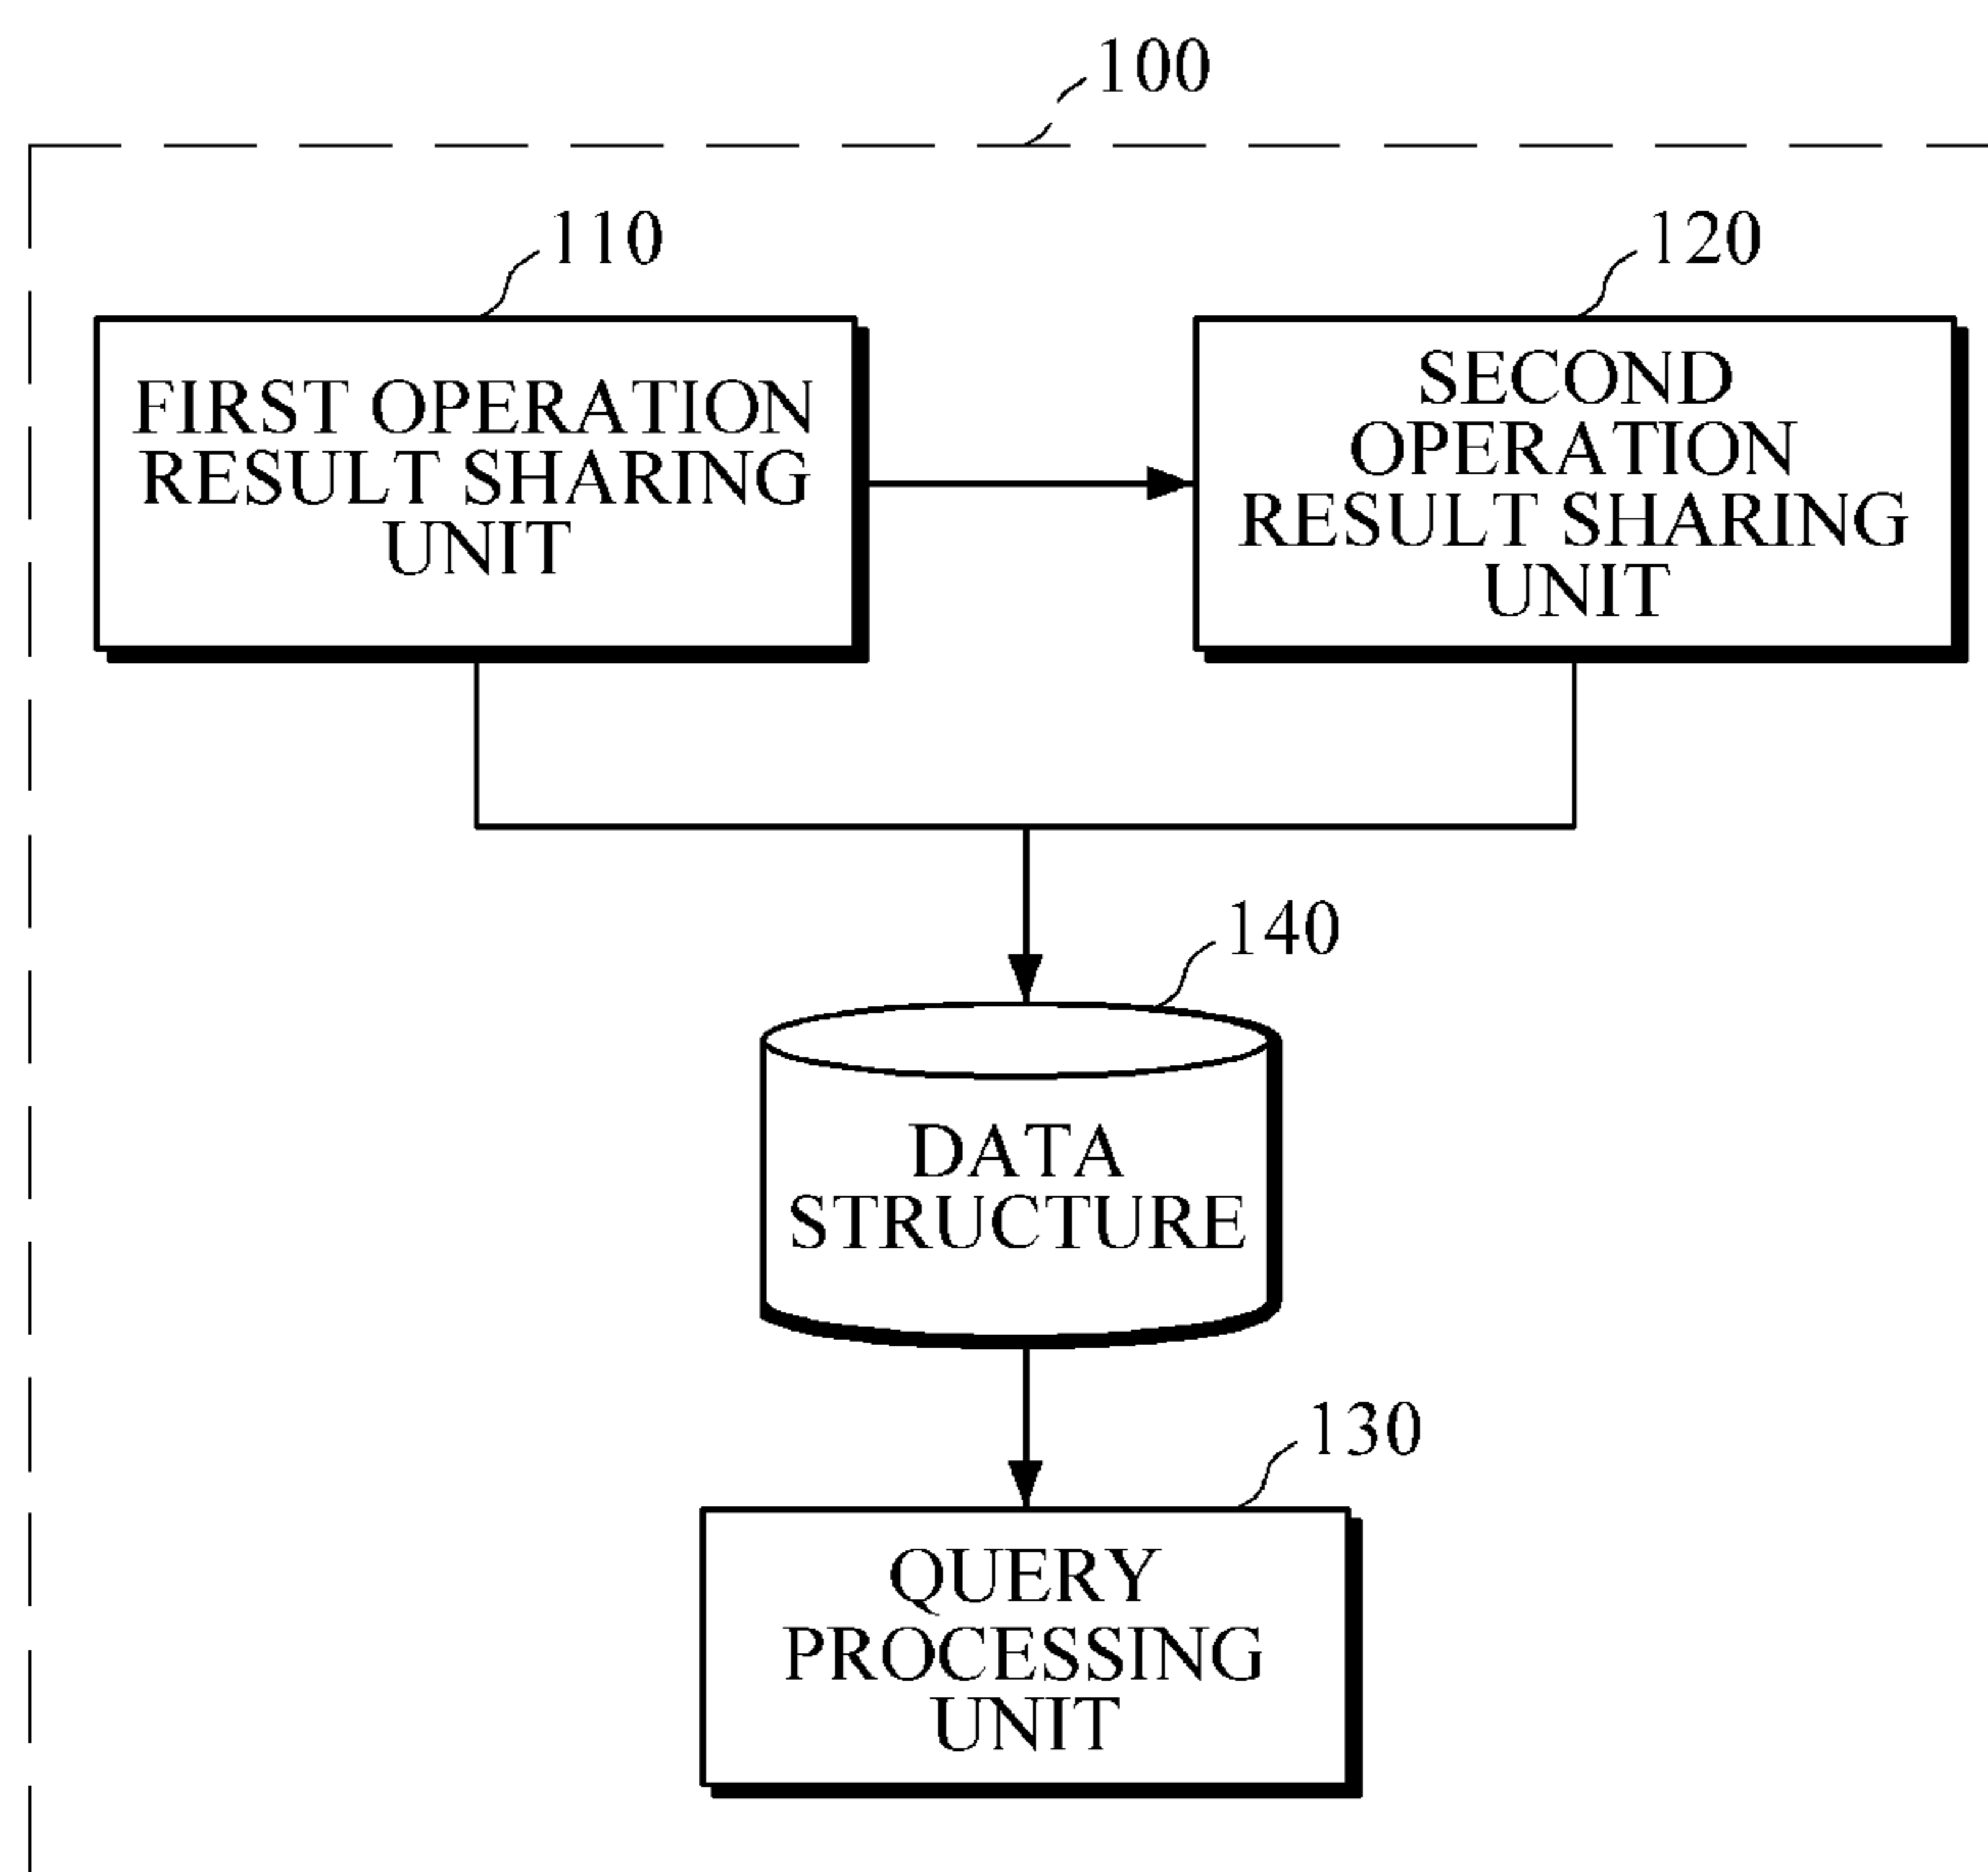 100
110
120
FIRST OPERATION
RESULT SHARING
UNIT
SECOND
OPERATION
RESULT SHARING
UNIT
140
DATA
STRUCTURE
130
QUERY
PROCESSING
UNIT